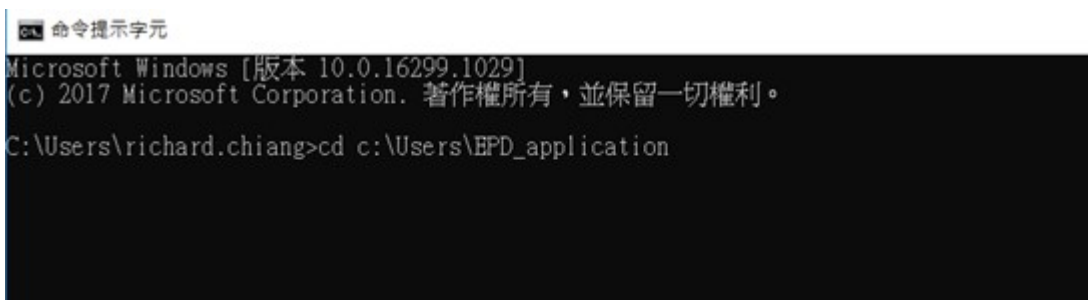 命令提示字元
Microsoft Windows [版本 10.0.16299.1029]
(c) 2017 Microsoft Corporation. 著作權所有，並保留一切權利。
C:\Users\richard.chiang>cd c:\Users\EPD_application